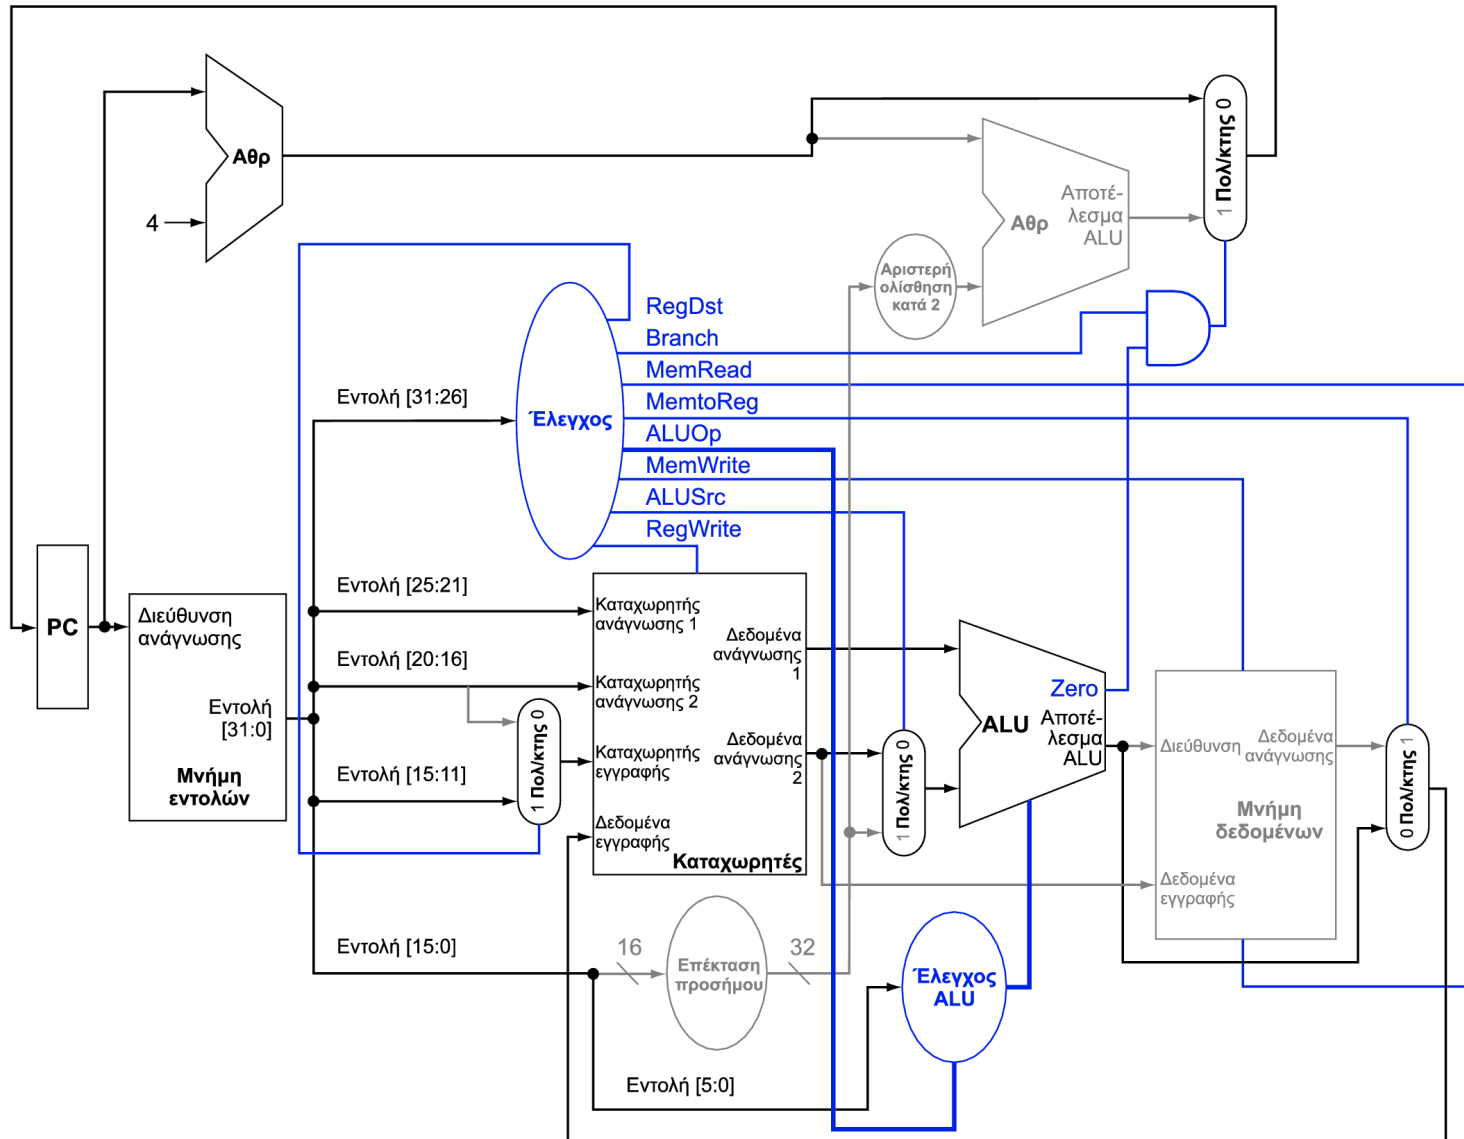 Αθρ
4
0
Πολ/κτης
1
Αποτέ-
λεσμα
ALU
Αθρ
Αριστερή
ολίσθηση
κατά 2
RegDst
Branch
MemRead
MemtoReg
ALUOp
MemWrite
ALUSrc
RegWrite
Έλεγχος
Εντολή [31:26]
Εντολή [25:21]
Εντολή [20:16]
Εντολή [15:11]
Εντολή [15:0]
PC
Διεύθυνση
ανάγνωσης
Εντολή
[31:0]
Μνήμη
εντολών
0
Πολ/κτης
1
Καταχωρητής
ανάγνωσης 1
Καταχωρητής
ανάγνωσης 2
Καταχωρητής
εγγραφής
Δεδομένα
εγγραφής
Δεδομένα
ανάγνωσης
1
Δεδομένα
ανάγνωσης
2
Καταχωρητές
0
Πολ/κτης
1
Zero
ALU
Αποτέ-
λεσμα
ALU
Διεύθυνση
Δεδομένα
ανάγνωσης
Μνήμη
δεδομένων
Δεδομένα
εγγραφής
1
Πολ/κτης
0
16
Επέκταση
προσήμου
32
Έλεγχος
ALU
Εντολή [5:0]